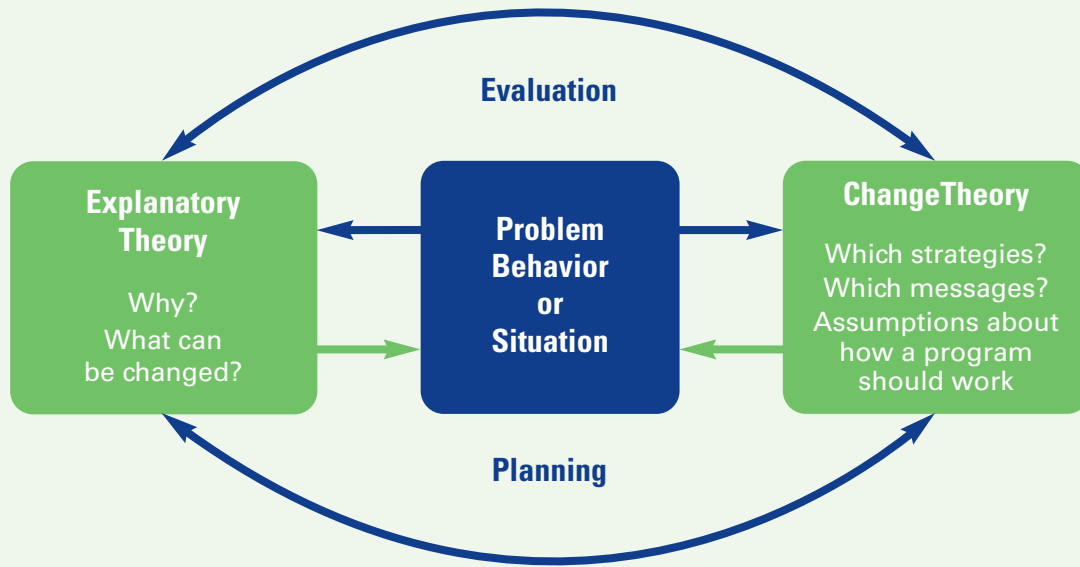 Evaluation
Explanatory
Theory
Why?
What can
be changed?
Problem
Behavior
or
Situation
ChangeTheory
Which strategies?
Which messages?
Assumptions about
how a program
should work
Planning